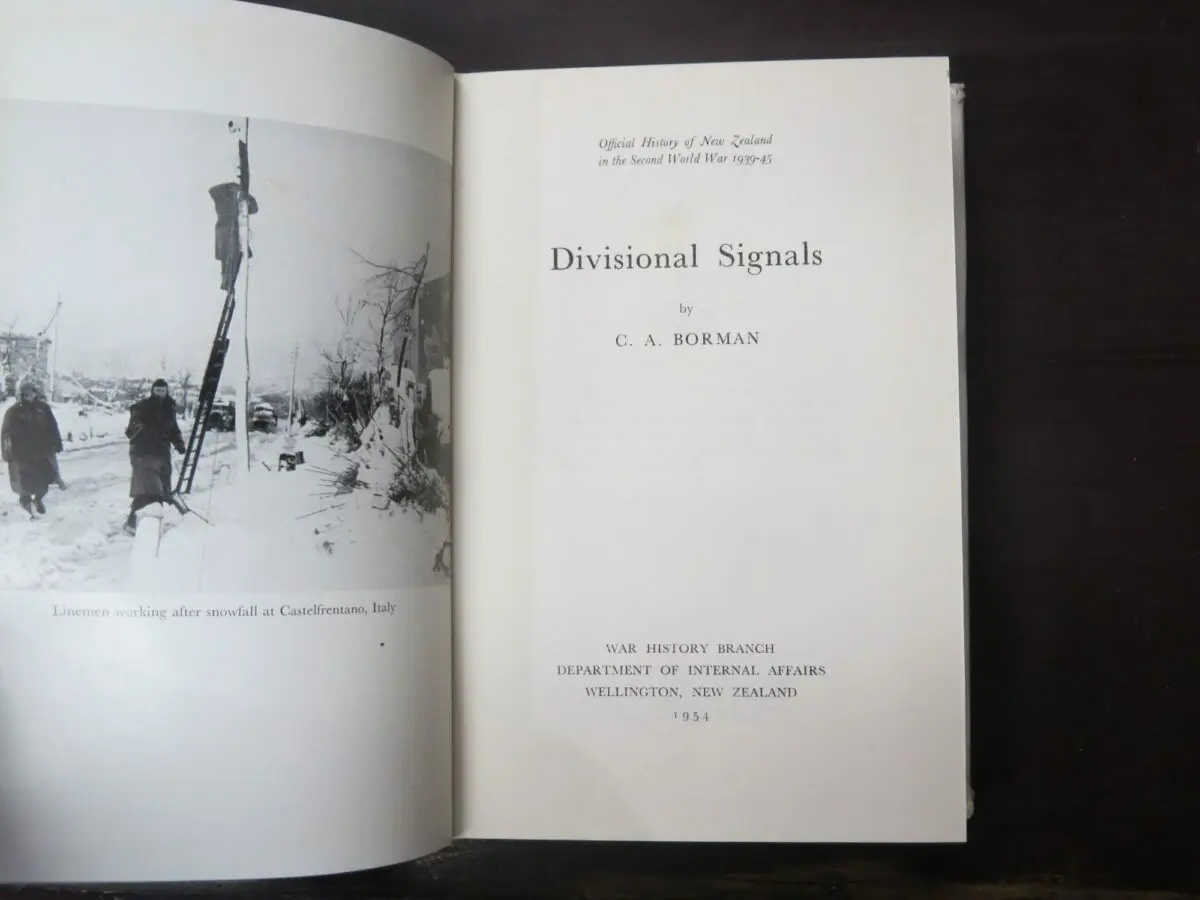 Linemen working after snowfall at Castelfrentano, Italy
Official History of New Zealand
in the Second World War 1939-45
Divisional Signals
by
C. A. BORMAN
WAR HISTORY BRANCH
DEPARTMENT OF INTERNAL AFFAIRS
WELLINGTON, NEW ZEALAND
1954